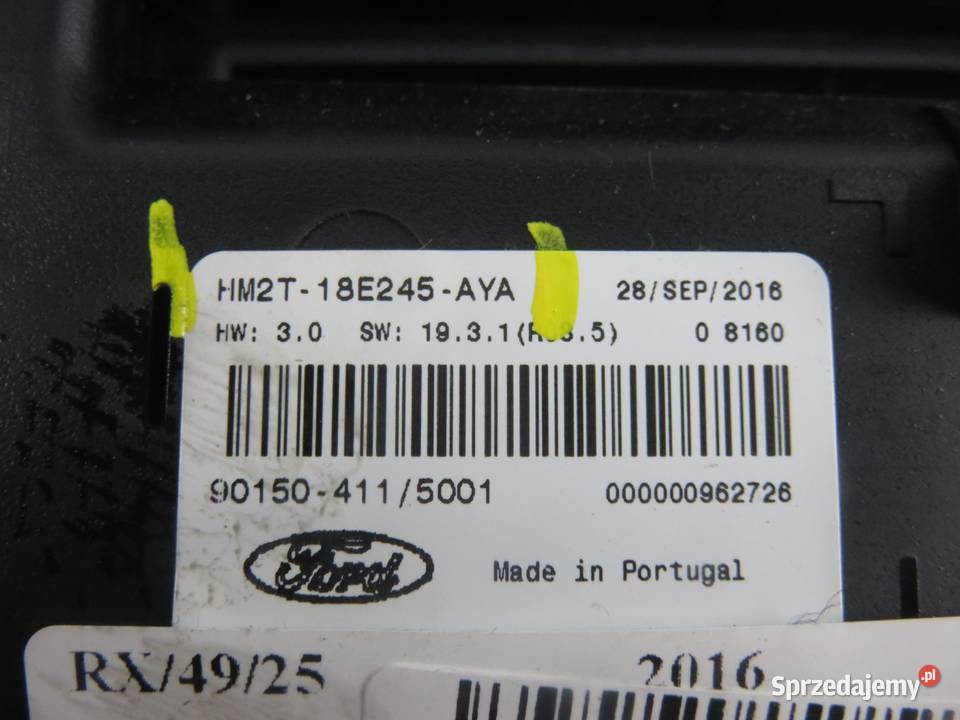 HM2T-18E245-AYA 28/SEP/2016
HW: 3.0 SW: 19.3.1 0 8160
90150-411/5001 000000962726
Ford Made in Portugal
RX/49/25 2016
Sprzedajemy.pl